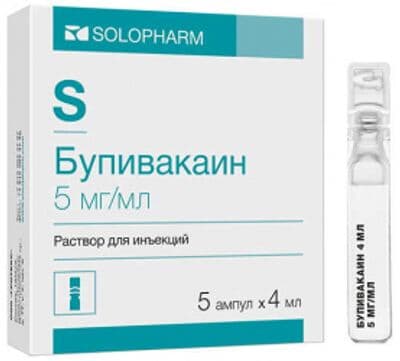 SOLOPHARM
S
Бупивакаин
5 мг/мл
Раствор для инъекций
5 ампул х 4 мл
БУПИВАКАИН 4 МЛ
5 МГ/МЛ